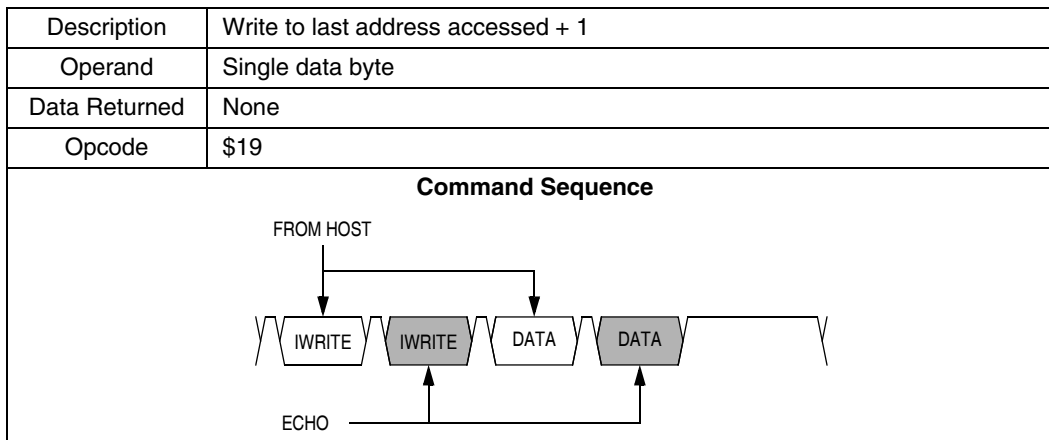 Description Write to last address accessed + 1
Operand Single data byte
Data Returned None
Opcode $19
Command Sequence
FROM HOST
IWRITE IWRITE DATA DATA
ECHO